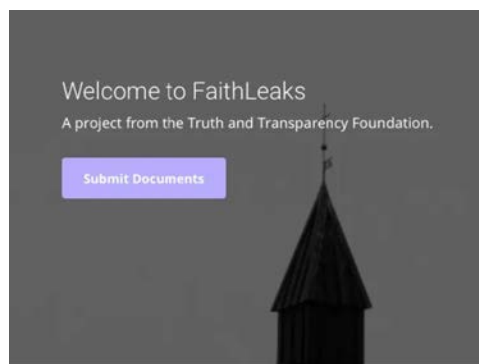 Welcome to FaithLeaks
A project from the Truth and Transparency Foundation.
Submit Documents